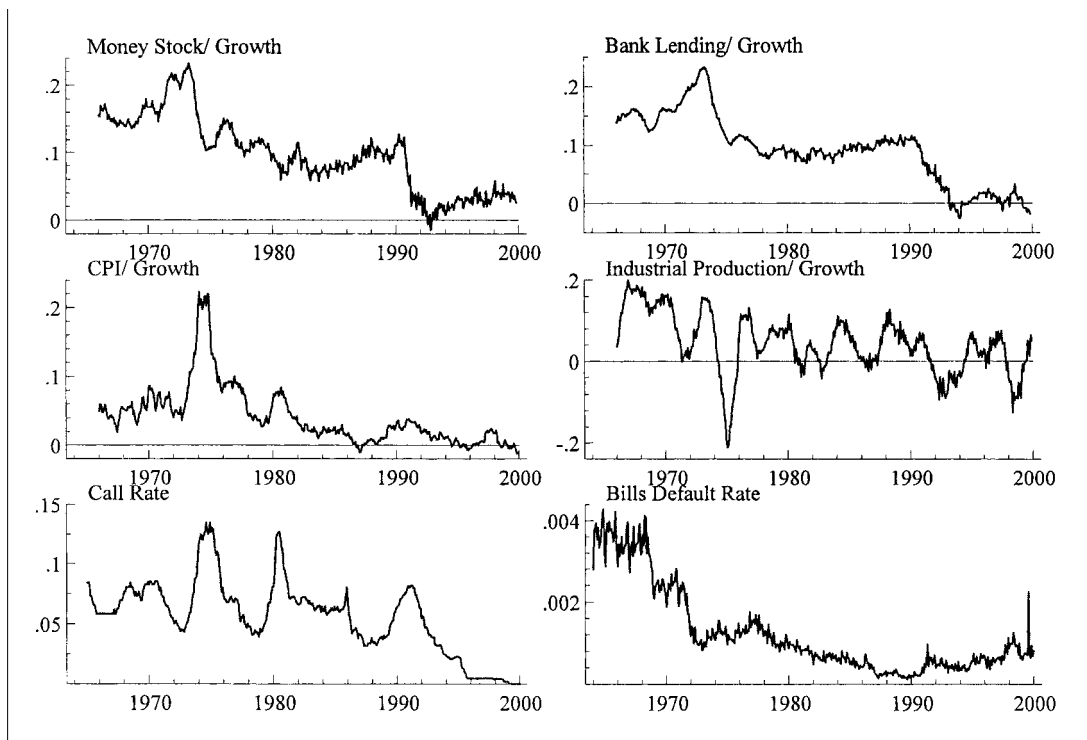 Money Stock/ Growth
.2
.1
0
1970 1980 1990 2000
Bank Lending/ Growth
.2
.1
0
1970 1980 1990 2000
CPI/ Growth
.2
.1
0
1970 1980 1990 2000
Industrial Production/ Growth
.2
0
-.2
1970 1980 1990 2000
Call Rate
.15
.1
.05
1970 1980 1990 2000
Bills Default Rate
.004
.002
1970 1980 1990 2000